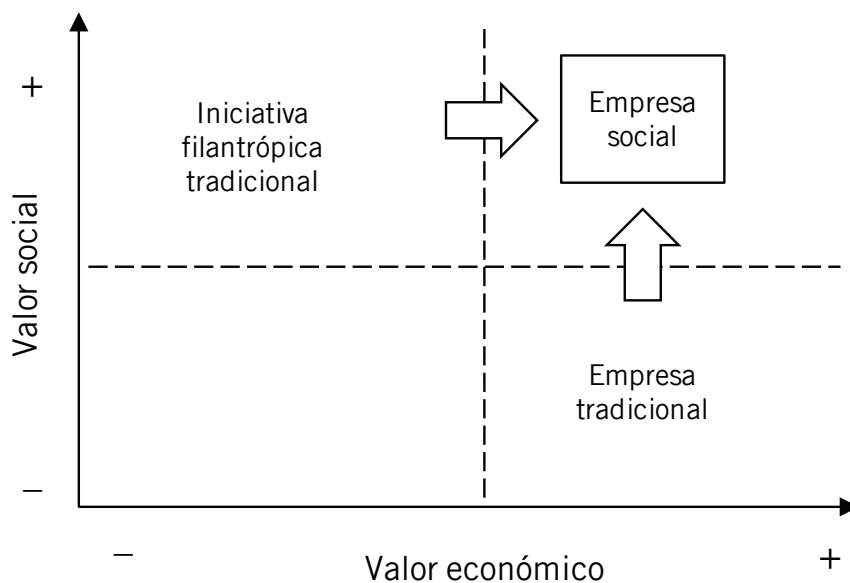 +
Iniciativa
filantrópica
tradicional
Empresa
social
Valor social
Empresa
tradicional
–
–
Valor económico
+